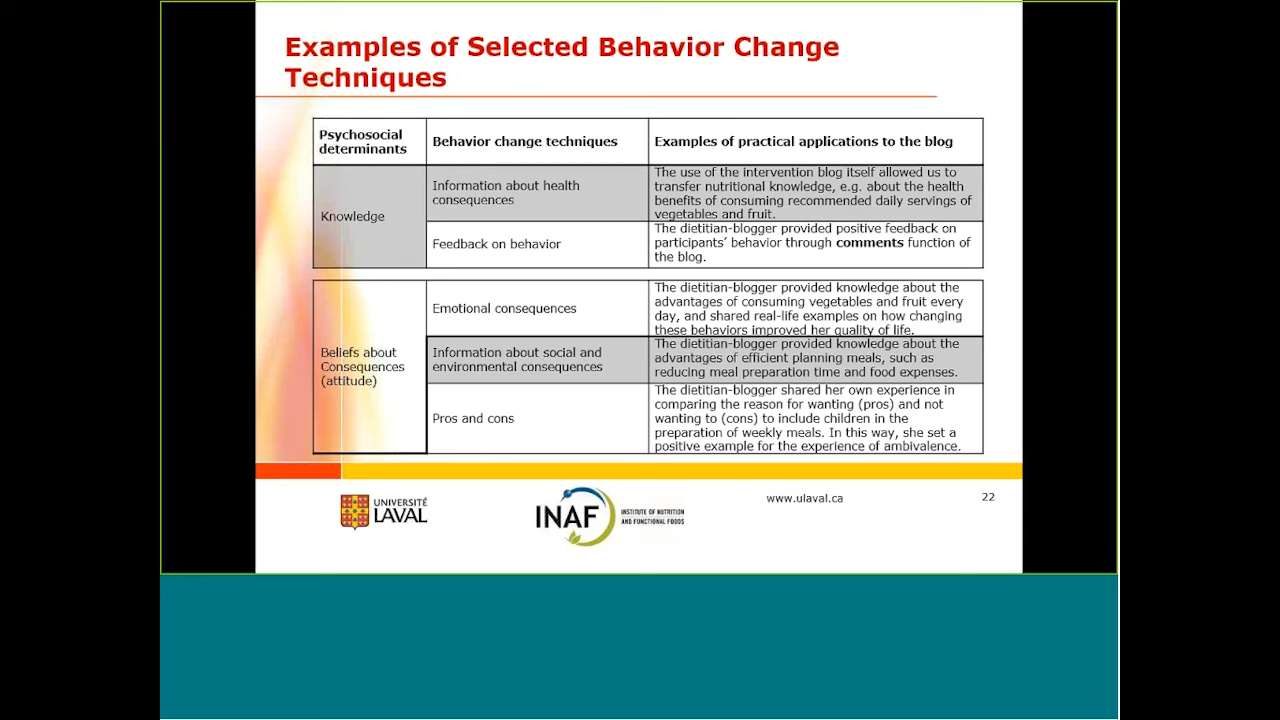 Examples of Selected Behavior Change
Techniques
Psychosocial
determinants
Behavior change techniques
Examples of practical applications to the blog
Knowledge
Information about health
consequences
The use of the intervention blog itself allowed us to
transfer nutritional knowledge, e.g. about the health
benefits of consuming recommended daily servings of
vegetables and fruit.
Feedback on behavior
The dietitian-blogger provided positive feedback on
participants’ behavior through comments function of
the blog.
Beliefs about
Consequences
(attitude)
Emotional consequences
The dietitian-blogger provided knowledge about the
advantages of consuming vegetables and fruit every
day, and shared real-life examples on how changing
these behaviors improved her quality of life.
Information about social and
environmental consequences
The dietitian-blogger provided knowledge about the
advantages of efficient planning meals, such as
reducing meal preparation time and food expenses.
Pros and cons
The dietitian-blogger shared her own experience in
comparing the reason for wanting (pros) and not
wanting to (cons) to include children in the
preparation of weekly meals. In this way, she set a
positive example for the experience of ambivalence.
UNIVERSITÉ
LAVAL
INAF
INSTITUTE OF NUTRITION
AND FUNCTIONAL FOODS
www.ulaval.ca
22